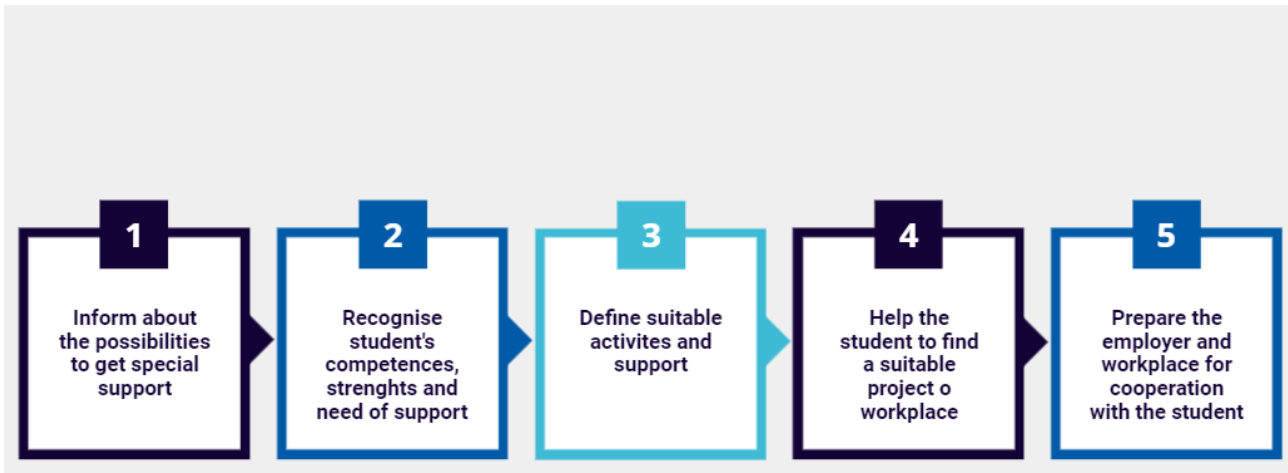 1
Inform about
the possibilities
to get special
support
2
Recognise
student's
competences,
strenghts and
need of support
3
Define suitable
activites and
support
4
Help the
student to find
a suitable
project o
workplace
5
Prepare the
employer and
workplace for
cooperation
with the student